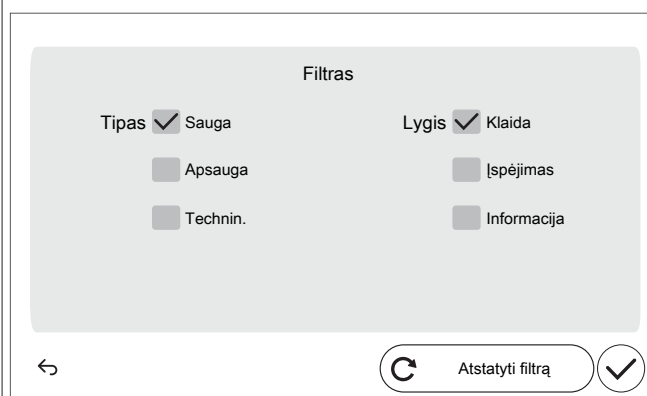 Filtras
Tipas Sauga Lygis Klaida
Apsauga Įspėjimas
Technin. Informacija
Atstatyti filtrą